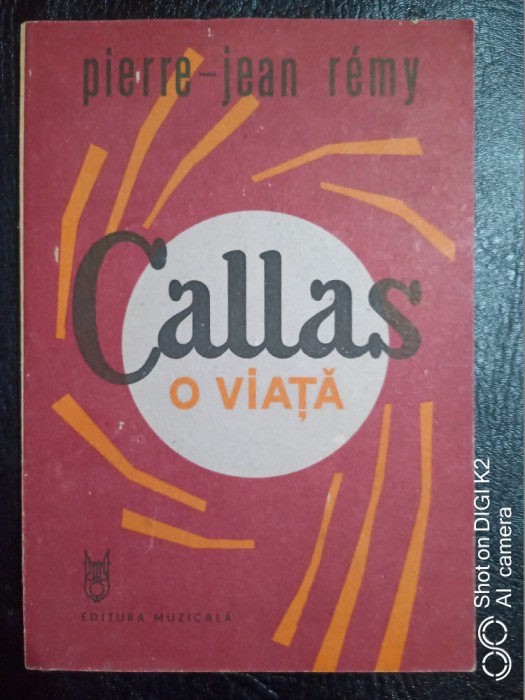 pierre-jean rémy
Callas
O VIAȚĂ
EDITURA MUZICALĂ
Shot on DIGI K2
AI camera